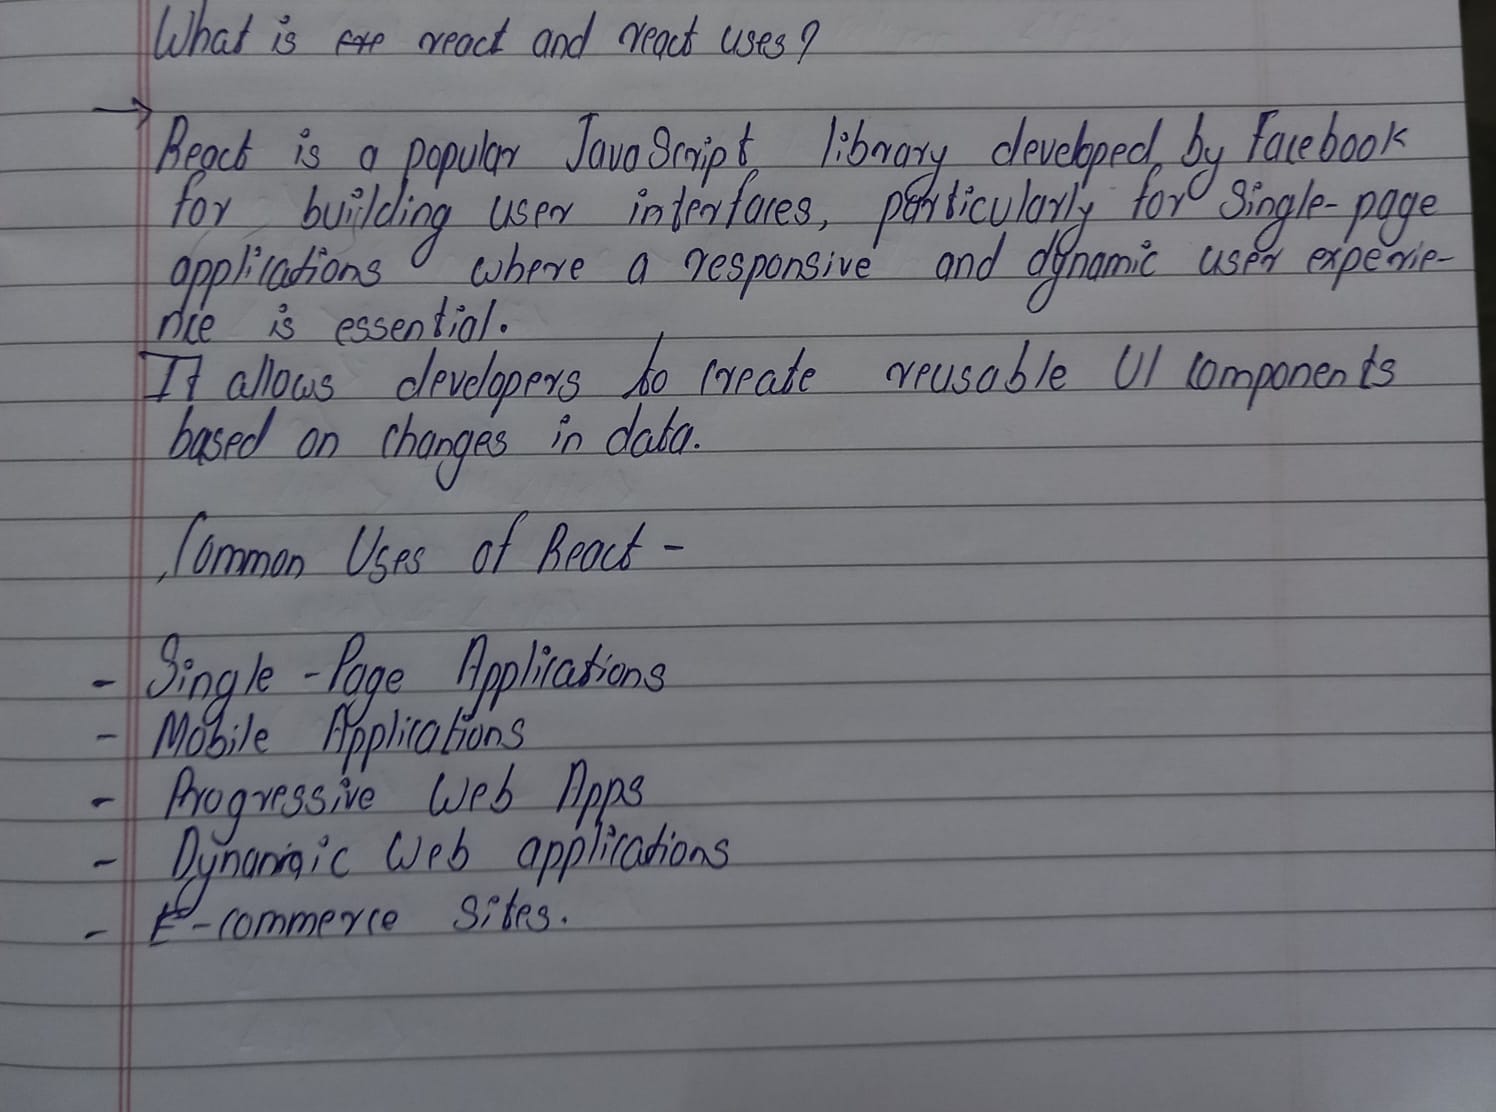 What is react and react uses?
→
React is a popular JavaScript library developed by Facebook
for building user interfaces, particularly for Single-page
applications where a responsive and dynamic user experie-
nce is essential.
It allows developers to create reusable UI components
based on changes in data.
Common Uses of React -
- Single-Page Applications
- Mobile Applications
- Progressive Web Apps
- Dynamic Web applications
- E-commerce Sites.